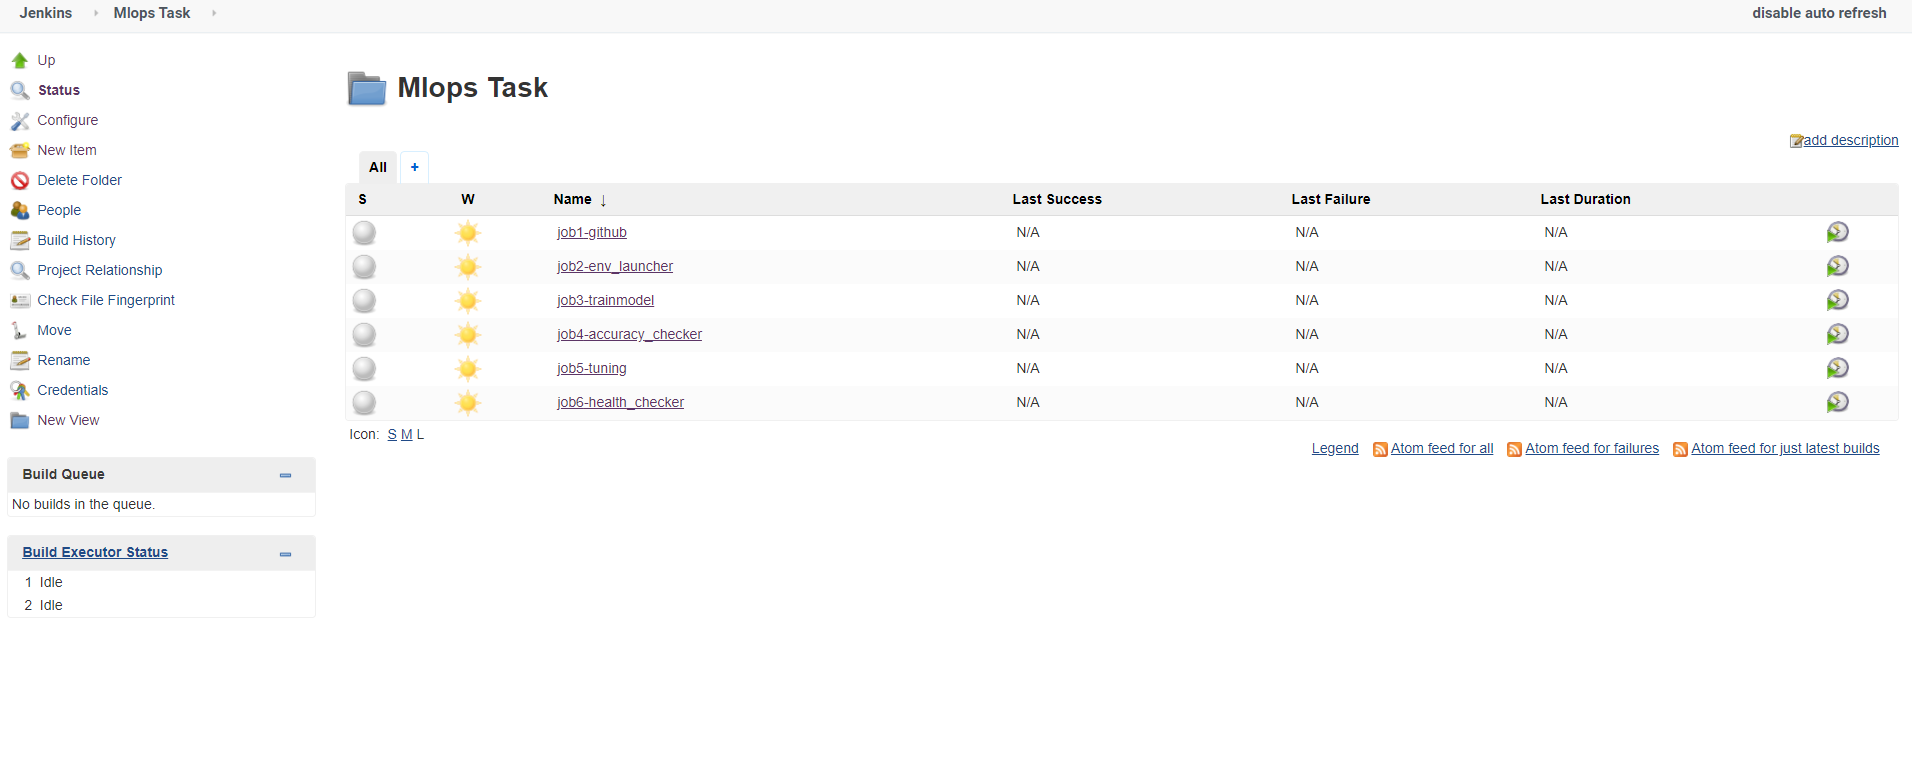 Jenkins Mlops Task disable auto refresh
Up
Status
Configure
New Item
Delete Folder
People
Build History
Project Relationship
Check File Fingerprint
Move
Rename
Credentials
New View
Build Queue
No builds in the queue.
Build Executor Status
1 Idle
2 Idle
Mlops Task
add description
All +
S W Name ↓ Last Success Last Failure Last Duration
job1-github N/A N/A N/A
job2-env_launcher N/A N/A N/A
job3-trainmodel N/A N/A N/A
job4-accuracy_checker N/A N/A N/A
job5-tuning N/A N/A N/A
job6-health_checker N/A N/A N/A
Icon: S M L
Legend Atom feed for all Atom feed for failures Atom feed for just latest builds